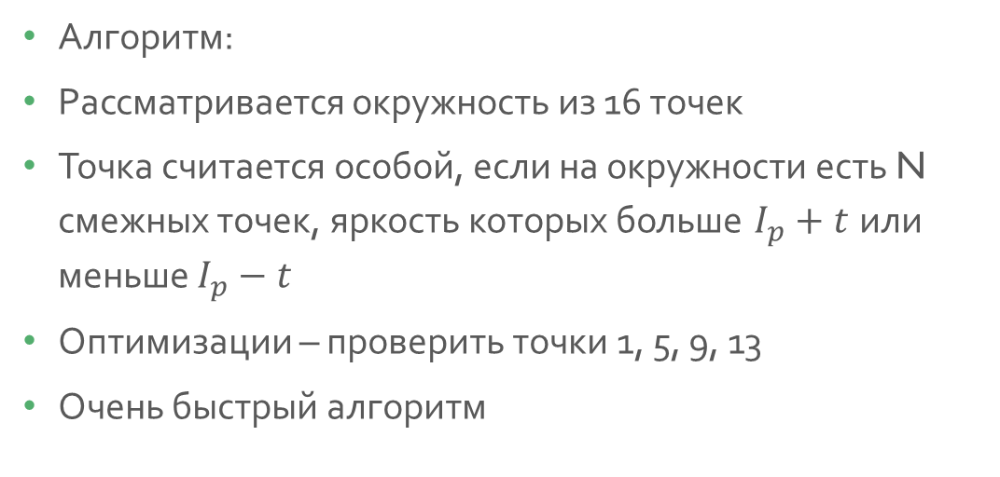 • Алгоритм:
• Рассматривается окружность из 16 точек
• Точка считается особой, если на окружности есть N
смежных точек, яркость которых больше $I_p + t$ или
меньше $I_p - t$
• Оптимизации – проверить точки 1, 5, 9, 13
• Очень быстрый алгоритм